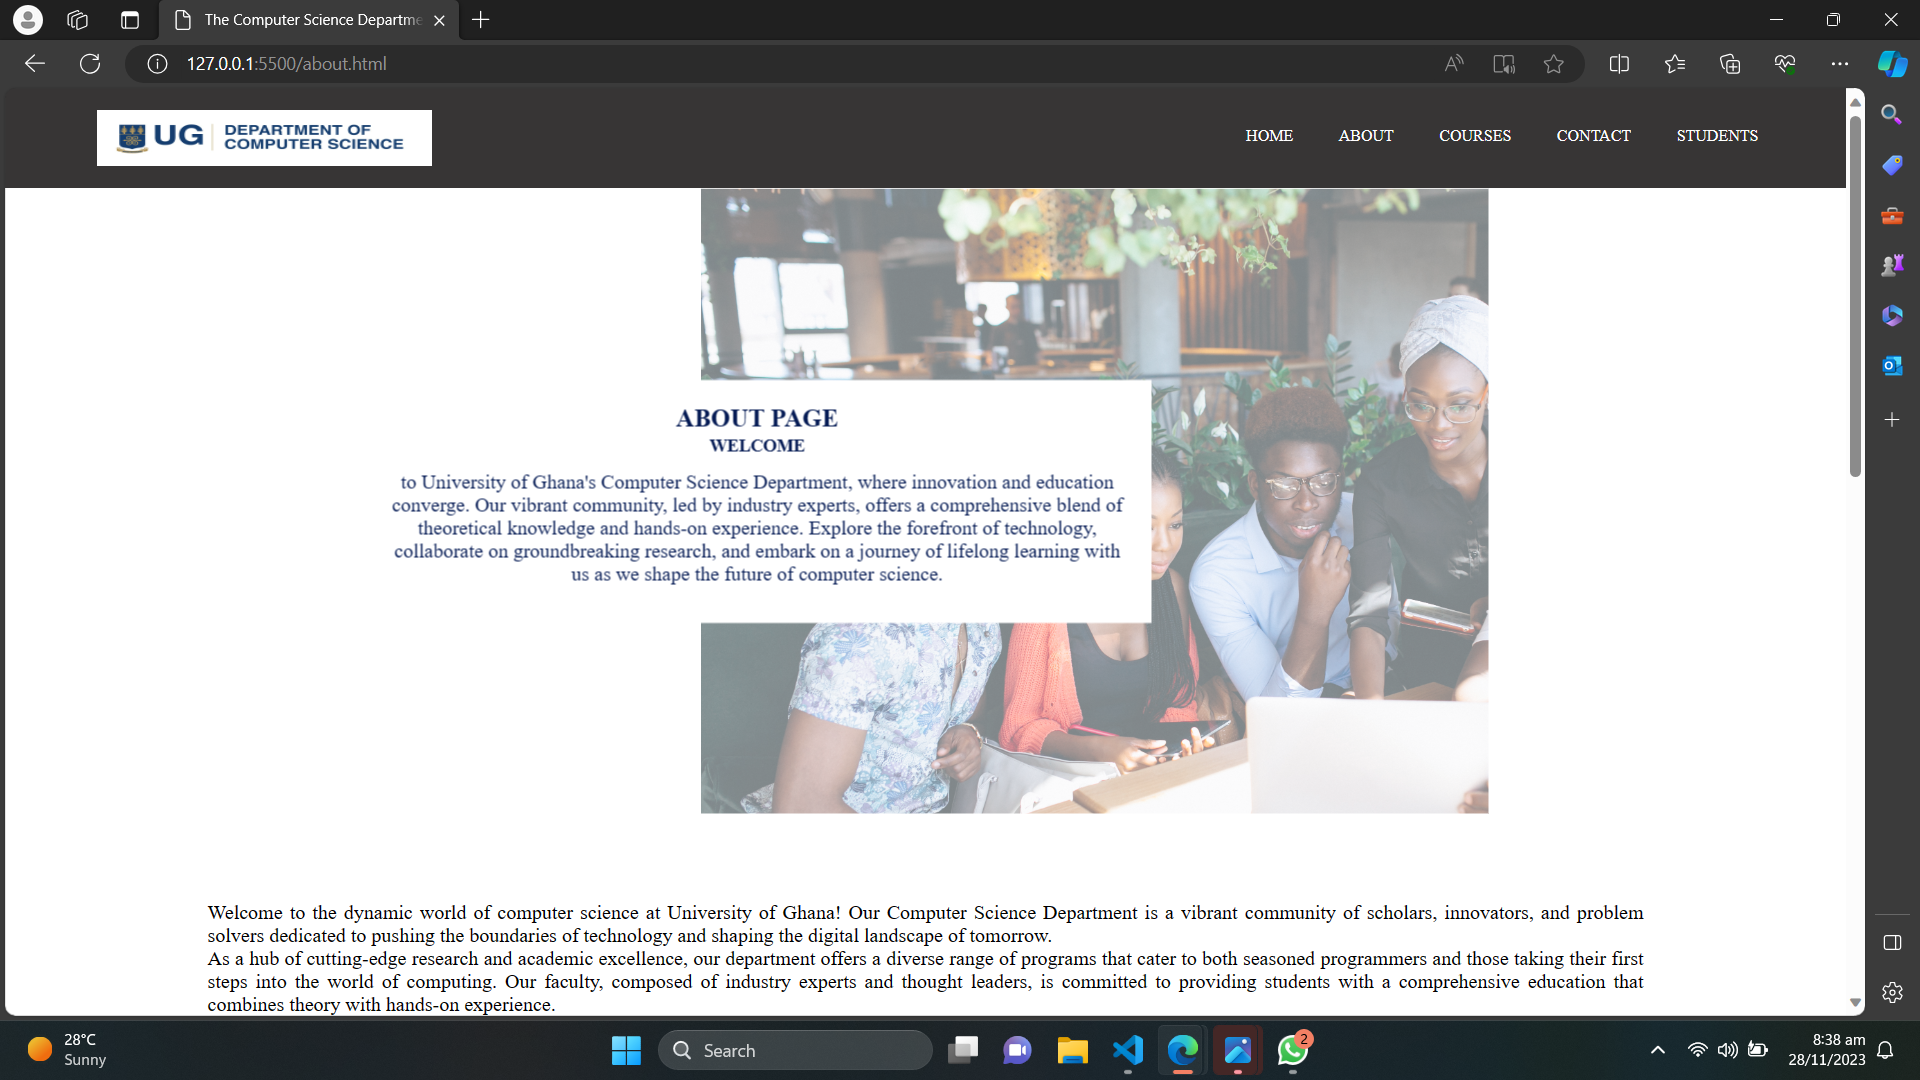 The Computer Science Departme
127.0.0.1:5500/about.html
UG DEPARTMENT OF
COMPUTER SCIENCE
HOME ABOUT COURSES CONTACT STUDENTS
ABOUT PAGE
WELCOME
to University of Ghana's Computer Science Department, where innovation and education
converge. Our vibrant community, led by industry experts, offers a comprehensive blend of
theoretical knowledge and hands-on experience. Explore the forefront of technology,
collaborate on groundbreaking research, and embark on a journey of lifelong learning with
us as we shape the future of computer science.
Welcome to the dynamic world of computer science at University of Ghana! Our Computer Science Department is a vibrant community of scholars, innovators, and problem
solvers dedicated to pushing the boundaries of technology and shaping the digital landscape of tomorrow.
As a hub of cutting-edge research and academic excellence, our department offers a diverse range of programs that cater to both seasoned programmers and those taking their first
steps into the world of computing. Our faculty, composed of industry experts and thought leaders, is committed to providing students with a comprehensive education that
combines theory with hands-on experience.
28°C
Sunny
Search
2
8:38 am
28/11/2023